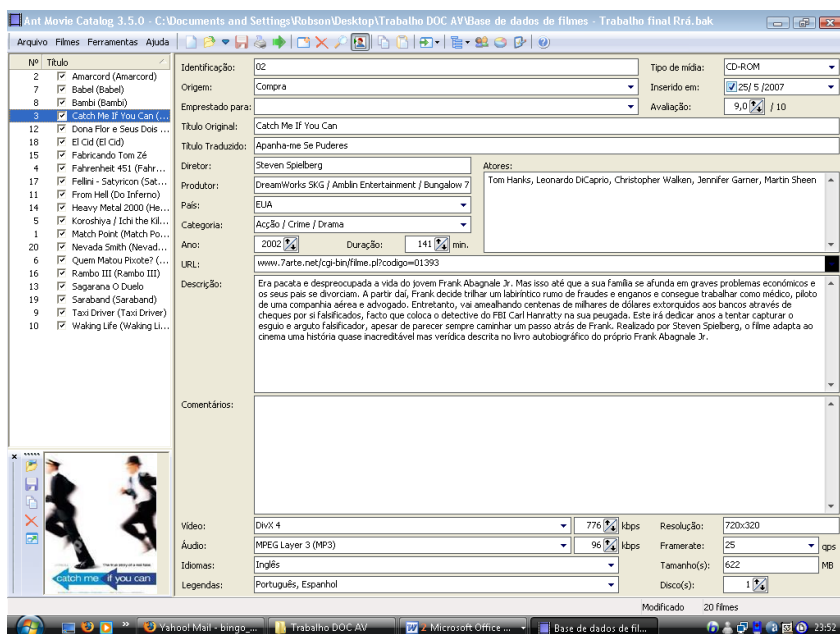 Ant Movie Catalog 3.5.0 - C:\Documents and Settings\Robson\Desktop\Trabalho DOC AV\Base de dados de filmes - Trabalho final Rrá.bak
Arquivo Filmes Ferramentas Ajuda
Nº Título
2 Amarcord (Amarcord)
7 Babel (Babel)
8 Bambi (Bambi)
3 Catch Me If You Can (...
12 Dona Flor e Seus Dois ...
18 El Cid (El Cid)
15 Fabricando Tom Zé
4 Fahrenheit 451 (Fahr...
17 Fellini - Satyricon (Sat...
11 From Hell (Do Inferno)
14 Heavy Metal 2000 (He...
5 Koroshiya / Ichi the Kil...
1 Match Point (Match Po...
20 Nevada Smith (Nevad...
6 Quem Matou Pixote? (...
16 Rambo III (Rambo III)
13 Sagarana O Duelo
19 Saraband (Saraband)
9 Taxi Driver (Taxi Driver)
10 Waking Life (Waking Li...
catch me if you can
Identificação: 02 Tipo de mídia: CD-ROM
Origem: Compra Inserido em: 25/ 5 /2007
Emprestado para: Avaliação: 9,0 / 10
Título Original: Catch Me If You Can
Título Traduzido: Apanha-me Se Puderes
Diretor: Steven Spielberg Atores:
Produtor: DreamWorks SKG / Amblin Entertainment / Bungalow 7 Tom Hanks, Leonardo DiCaprio, Christopher Walken, Jennifer Garner, Martin Sheen
País: EUA
Categoria: Acção / Crime / Drama
Ano: 2002 Duração: 141 min.
URL: www.7arte.net/cgi-bin/filme.pl?codigo=01393
Descrição: Era pacata e despreocupada a vida do jovem Frank Abagnale Jr. Mas isso até que a sua família se afunda em graves problemas económicos e
os seus pais se divorciam. A partir daí, Frank decide trilhar um labiríntico rumo de fraudes e enganos e consegue trabalhar como médico, piloto
de uma companhia aérea e advogado. Entretanto, vai amealhando centenas de milhares de dólares extorquidos aos bancos através de
cheques por si falsificados, facto que coloca o detective do FBI Carl Hanratty na sua peugada. Este irá dedicar anos a tentar capturar o
esguio e arguto falsificador, apesar de parecer sempre caminhar um passo atrás de Frank. Realizado por Steven Spielberg, o filme adapta ao
cinema uma história quase inacreditável mas verídica descrita no livro autobiográfico do próprio Frank Abagnale Jr.
Comentários:
Vídeo: DivX 4 776 kbps Resolução: 720x320
Áudio: MPEG Layer 3 (MP3) 96 kbps Framerate: 25 qps
Idiomas: Inglês Tamanho(s): 622 MB
Legendas: Português, Espanhol Disco(s): 1
Modificado 20 filmes
Yahoo! Mail - bingo_... Trabalho DOC AV 2 Microsoft Office ... Base de dados de fil... 23:52